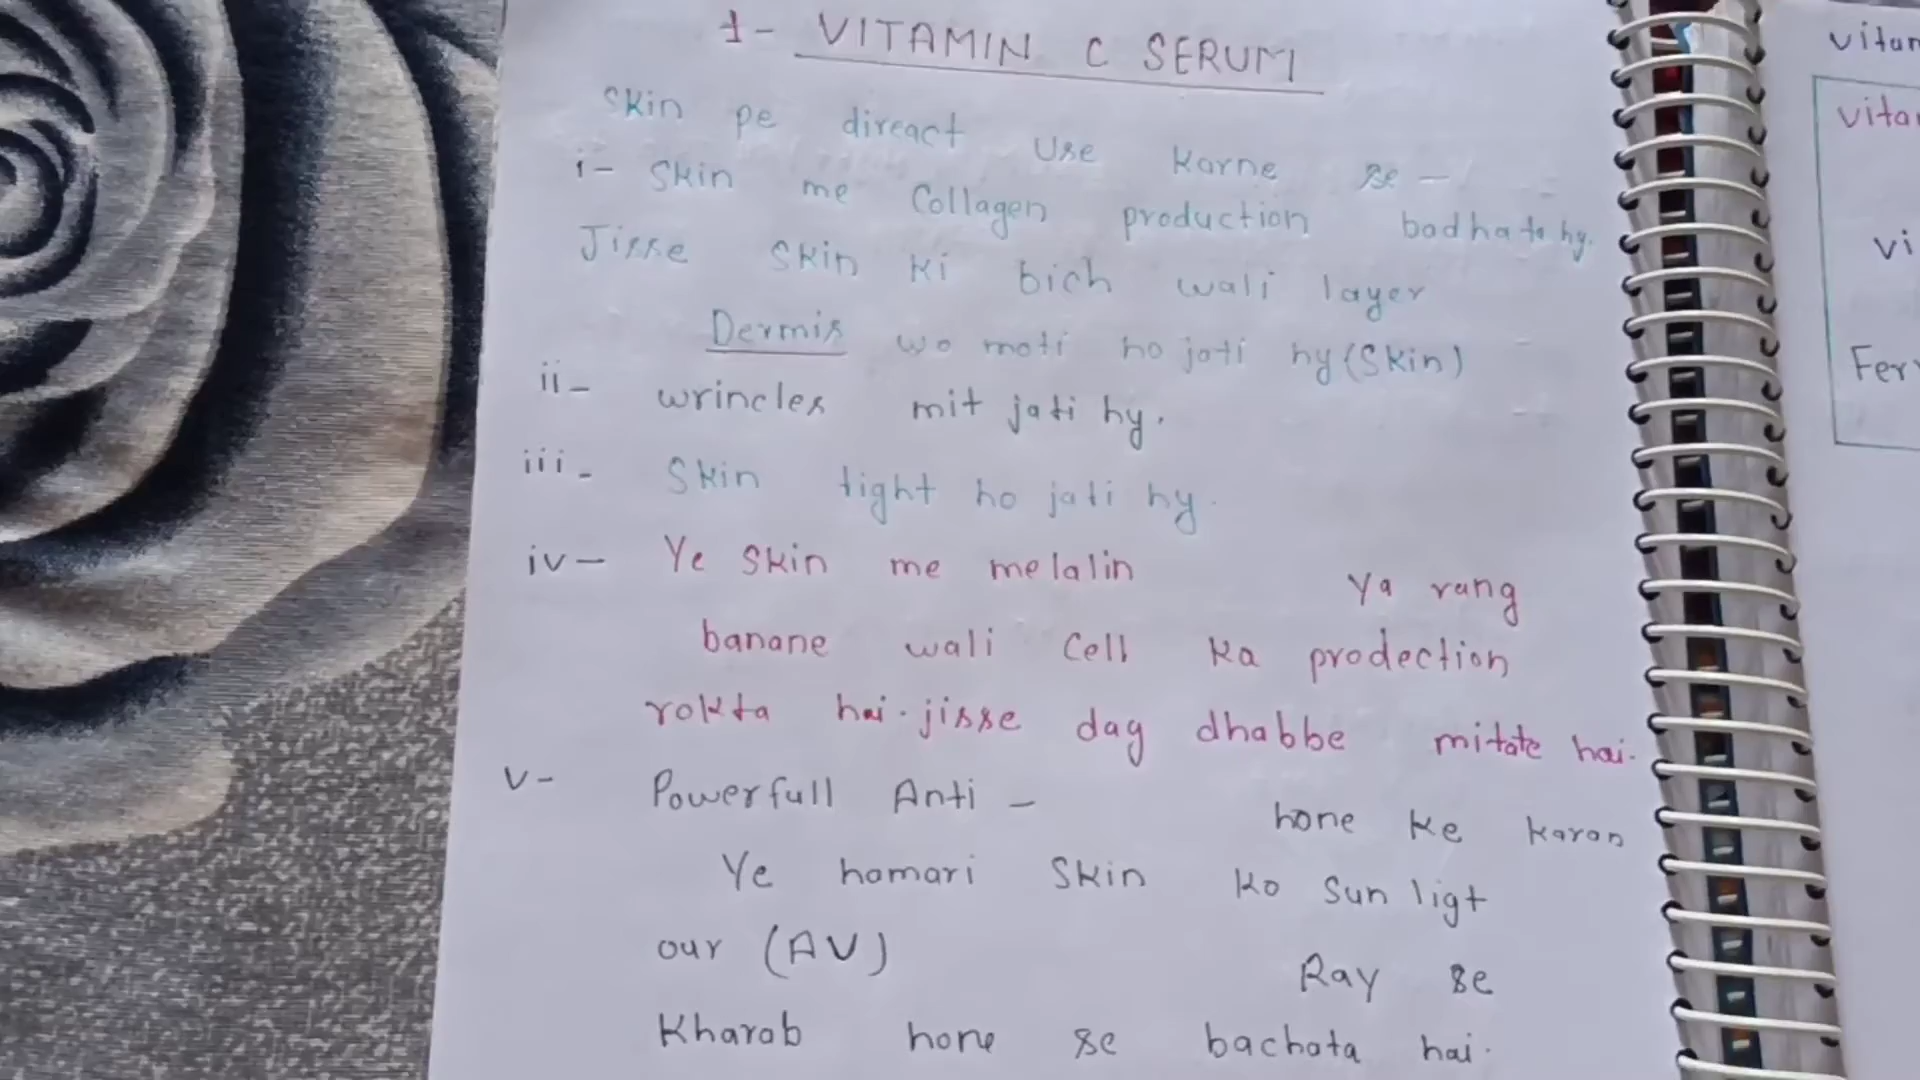 1- VITAMIN C SERUM
Skin pe direact Use Karne se -
i- Skin me Collagen production badhata hy.
Jisse Skin Ki bich wali layer
Dermis wo moti ho jati hy (Skin)
ii- wrincles mit jati hy.
iii- Skin tight ho jati hy.
iv- Ye Skin me melalin Ya rang
banane wali Cell Ka prodection
rokta hai. jisse dag dhabbe mitate hai.
v- Powerfull Anti - hone Ke Karan
Ye hamari Skin Ko Sun ligt
our (AV) Ray se
Kharab hone se bachata hai.
vitam
vita
vi
Fer